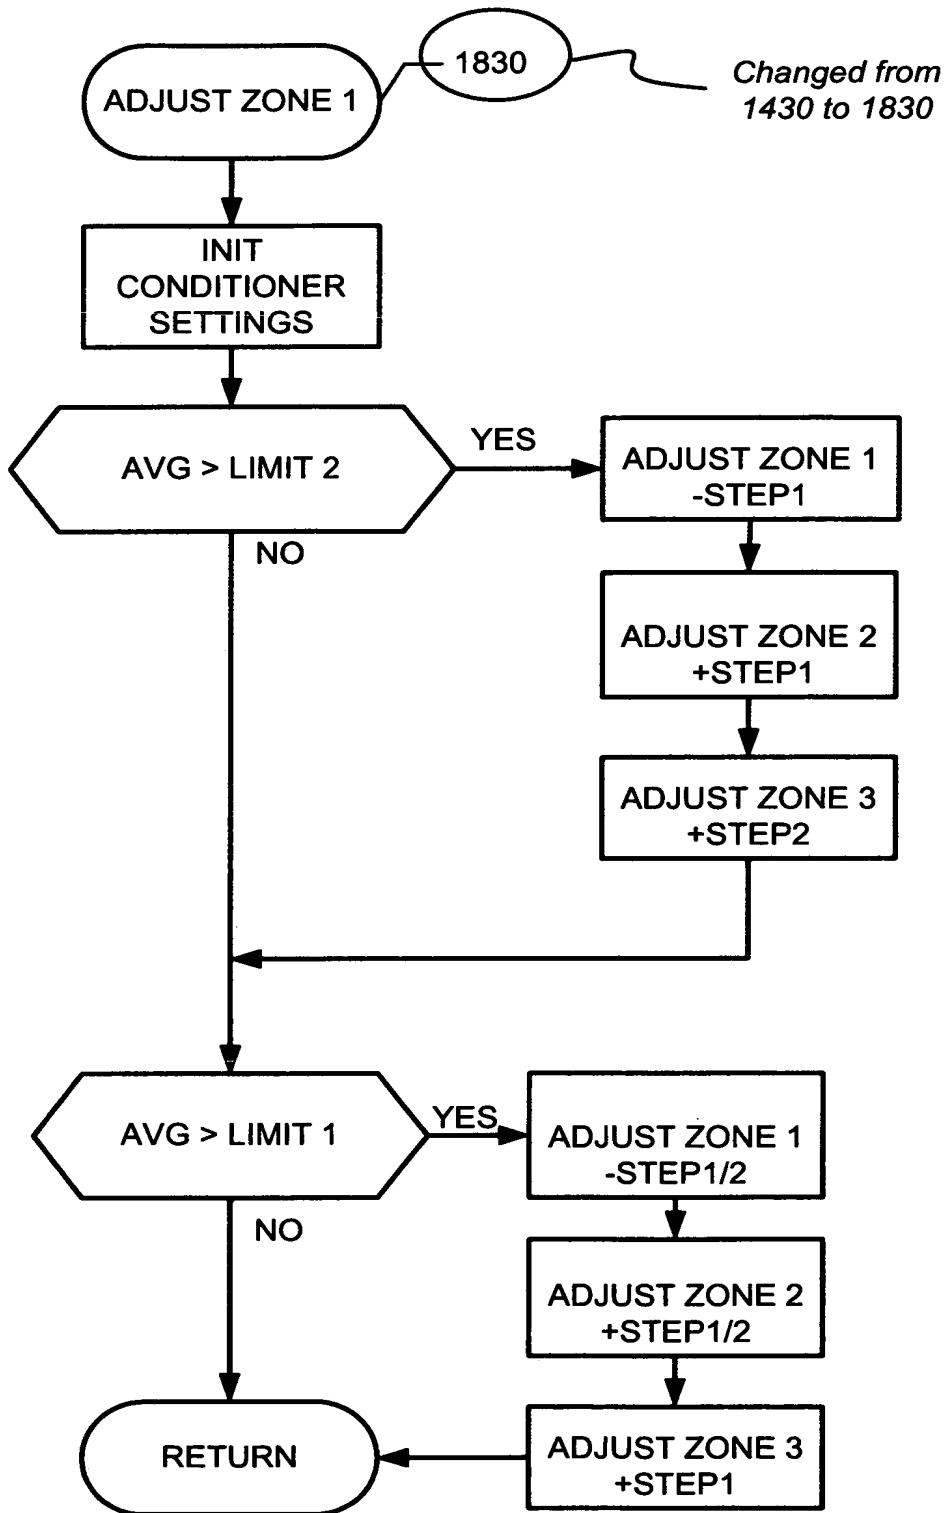 ADJUST ZONE 1
1830
Changed from
1430 to 1830
INIT
CONDITIONER
SETTINGS
AVG > LIMIT 2
YES
NO
ADJUST ZONE 1
-STEP1
ADJUST ZONE 2
+STEP1
ADJUST ZONE 3
+STEP2
AVG > LIMIT 1
YES
NO
ADJUST ZONE 1
-STEP1/2
ADJUST ZONE 2
+STEP1/2
ADJUST ZONE 3
+STEP1
RETURN